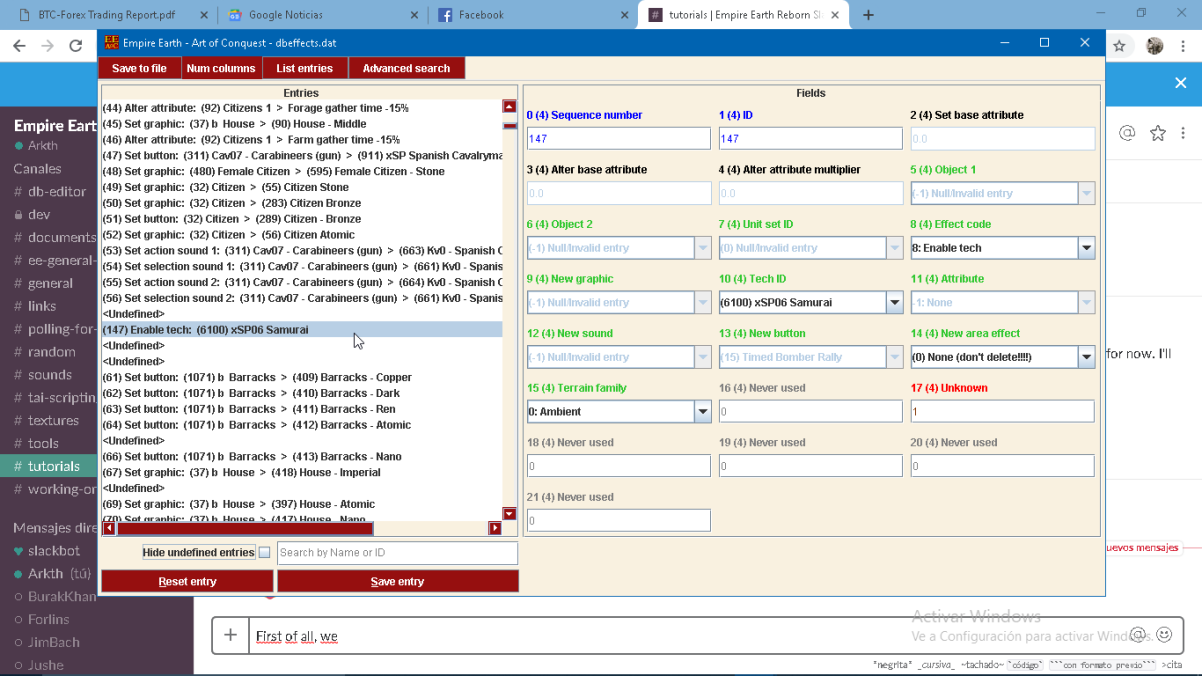 BTC-Forex Trading Report.pdf
Google Noticias
Facebook
tutorials | Empire Earth Reborn Sl
Empire Earth - Art of Conquest - dbeffects.dat
Save to file
Num columns
List entries
Advanced search
Entries
(44) Alter attribute: (92) Citizens 1 > Forage gather time -15%
(45) Set graphic: (37) b House > (90) House - Middle
(46) Alter attribute: (92) Citizens 1 > Farm gather time -15%
(47) Set button: (311) Cav07 - Carabineers (gun) > (911) xSP Spanish Cavalryma
(48) Set graphic: (480) Female Citizen > (595) Female Citizen - Stone
(49) Set graphic: (32) Citizen > (55) Citizen Stone
(50) Set graphic: (32) Citizen > (283) Citizen Bronze
(51) Set button: (32) Citizen > (289) Citizen - Bronze
(52) Set graphic: (32) Citizen > (56) Citizen Atomic
(53) Set action sound 1: (311) Cav07 - Carabineers (gun) > (663) Kv0 - Spanish C
(54) Set selection sound 1: (311) Cav07 - Carabineers (gun) > (661) Kv0 - Spanis
(55) Set action sound 2: (311) Cav07 - Carabineers (gun) > (664) Kv0 - Spanish C
(56) Set selection sound 2: (311) Cav07 - Carabineers (gun) > (661) Kv0 - Spanis
<Undefined>
(147) Enable tech: (6100) xSP06 Samurai
<Undefined>
<Undefined>
(61) Set button: (1071) b Barracks > (409) Barracks - Copper
(62) Set button: (1071) b Barracks > (410) Barracks - Dark
(63) Set button: (1071) b Barracks > (411) Barracks - Ren
(64) Set button: (1071) b Barracks > (412) Barracks - Atomic
<Undefined>
(66) Set button: (1071) b Barracks > (413) Barracks - Nano
(67) Set graphic: (37) b House > (418) House - Imperial
<Undefined>
(69) Set graphic: (37) b House > (397) House - Atomic
(70) Set graphic: (37) b House > (417) House - Nano
Hide undefined entries
Search by Name or ID
Reset entry
Save entry
Fields
0 (4) Sequence number
1 (4) ID
2 (4) Set base attribute
147
147
0.0
3 (4) Alter base attribute
4 (4) Alter attribute multiplier
5 (4) Object 1
0.0
0.0
(-1) Null/Invalid entry
6 (4) Object 2
7 (4) Unit set ID
8 (4) Effect code
(-1) Null/Invalid entry
(0) Null/Invalid entry
8: Enable tech
9 (4) New graphic
10 (4) Tech ID
11 (4) Attribute
(-1) Null/Invalid entry
(6100) xSP06 Samurai
-1: None
12 (4) New sound
13 (4) New button
14 (4) New area effect
(-1) Null/Invalid entry
(15) Timed Bomber Rally
(0) None (don't delete!!!!)
15 (4) Terrain family
16 (4) Never used
17 (4) Unknown
0: Ambient
0
1
18 (4) Never used
19 (4) Never used
20 (4) Never used
0
0
0
21 (4) Never used
0
Empire Eart
Arkth
Canales
# db-editor
dev
# documents
# ee-general-
# general
# links
# polling-for-
# random
# sounds
# tai-scriptin
# textures
# tools
# tutorials
# working-or
Mensajes dire
slackbot
Arkth (tú)
BurakKhan
Forlins
JimBach
Jushe
for now. I'll
uevos mensajes
First of all, we
Activar Windows
Ve a Configuración para activar Windows.
*negrita* _cursiva_ ~tachado~ `código` ```con formato previo``` >cita